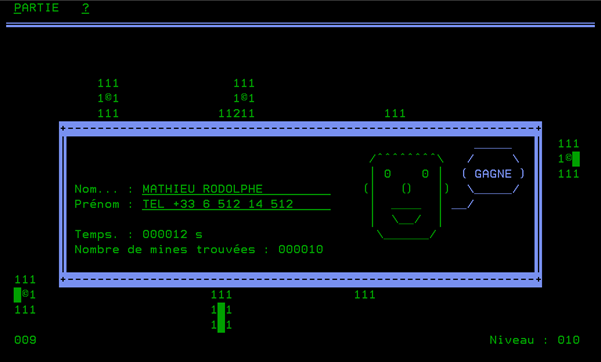 PARTIE ?
111 111
1@1 1@1
111 11211 111
111
1@
111
GAGNE
Nom... : MATHIEU RODOLPHE
Prénom : TEL +33 6 512 14 512
Temps. : 000012 s
Nombre de mines trouvées : 000010
111
@1 111 111
111 1 1
1 1
009 Niveau : 010